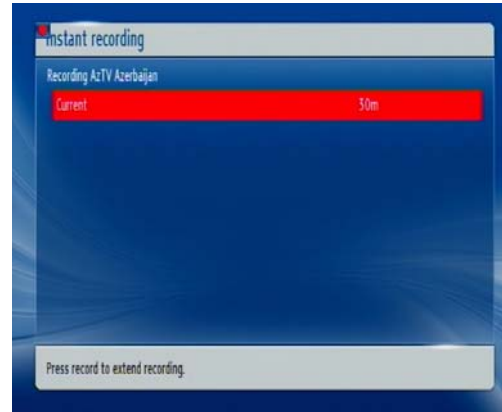 Instant recording
Recording AzTV Azerbaijan
Current 30m
Press record to extend recording.